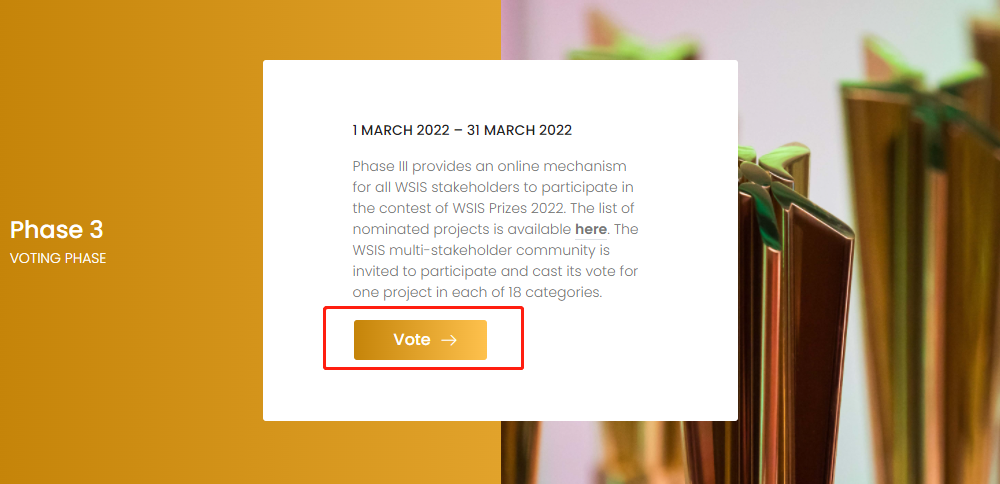 Phase 3
VOTING PHASE
1 MARCH 2022 – 31 MARCH 2022
Phase III provides an online mechanism
for all WSIS stakeholders to participate in
the contest of WSIS Prizes 2022. The list of
nominated projects is available here. The
WSIS multi-stakeholder community is
invited to participate and cast its vote for
one project in each of 18 categories.
Vote →